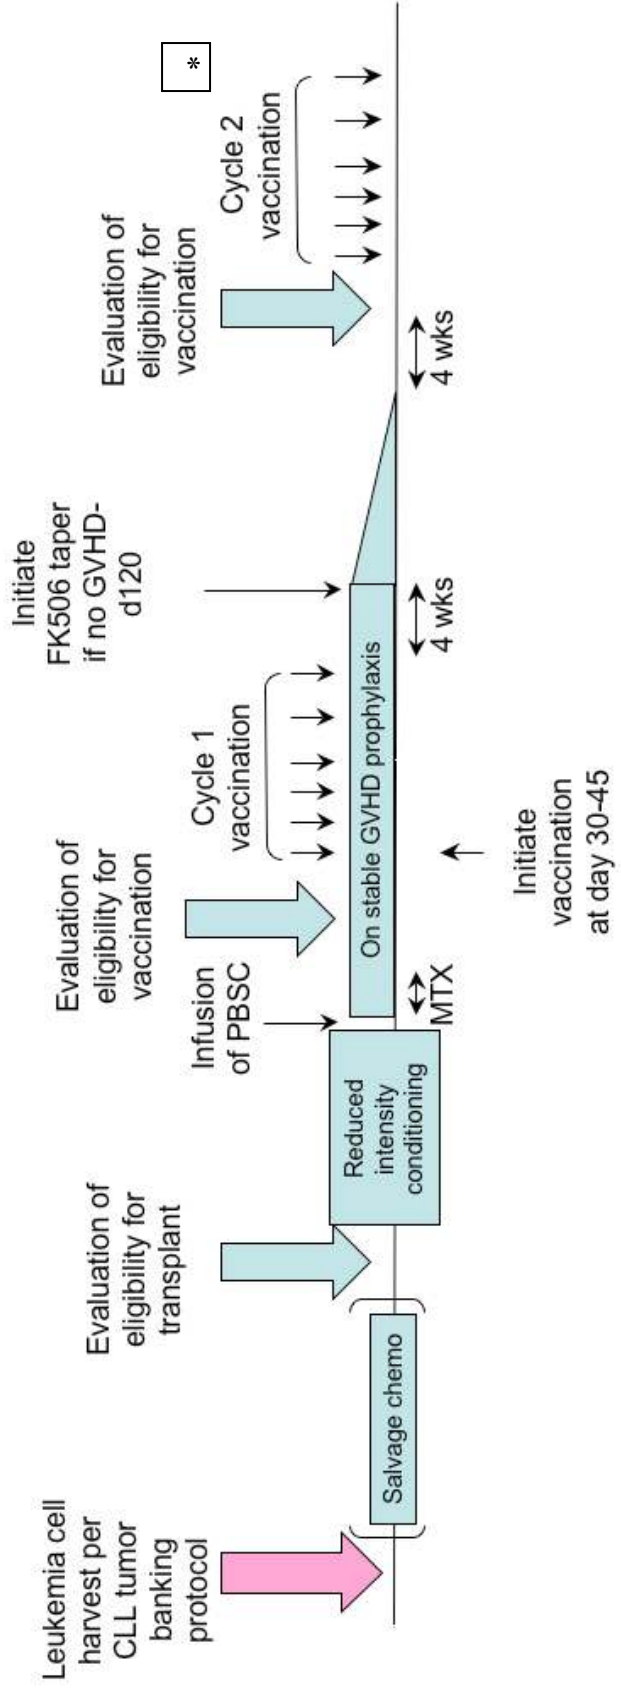 Leukemia cell
harvest per
CLL tumor
banking
protocol
Salvage chemo
Evaluation of
eligibility for
transplant
Reduced
intensity
conditioning
Infusion
of PBSC
MTX
Evaluation of
eligibility for
vaccination
On stable GVHD prophylaxis
Cycle 1
vaccination
Initiate
vaccination
at day 30-45
Initiate
FK506 taper
if no GVHD-
d120
4 wks
4 wks
Evaluation of
eligibility for
vaccination
Cycle 2
vaccination
*